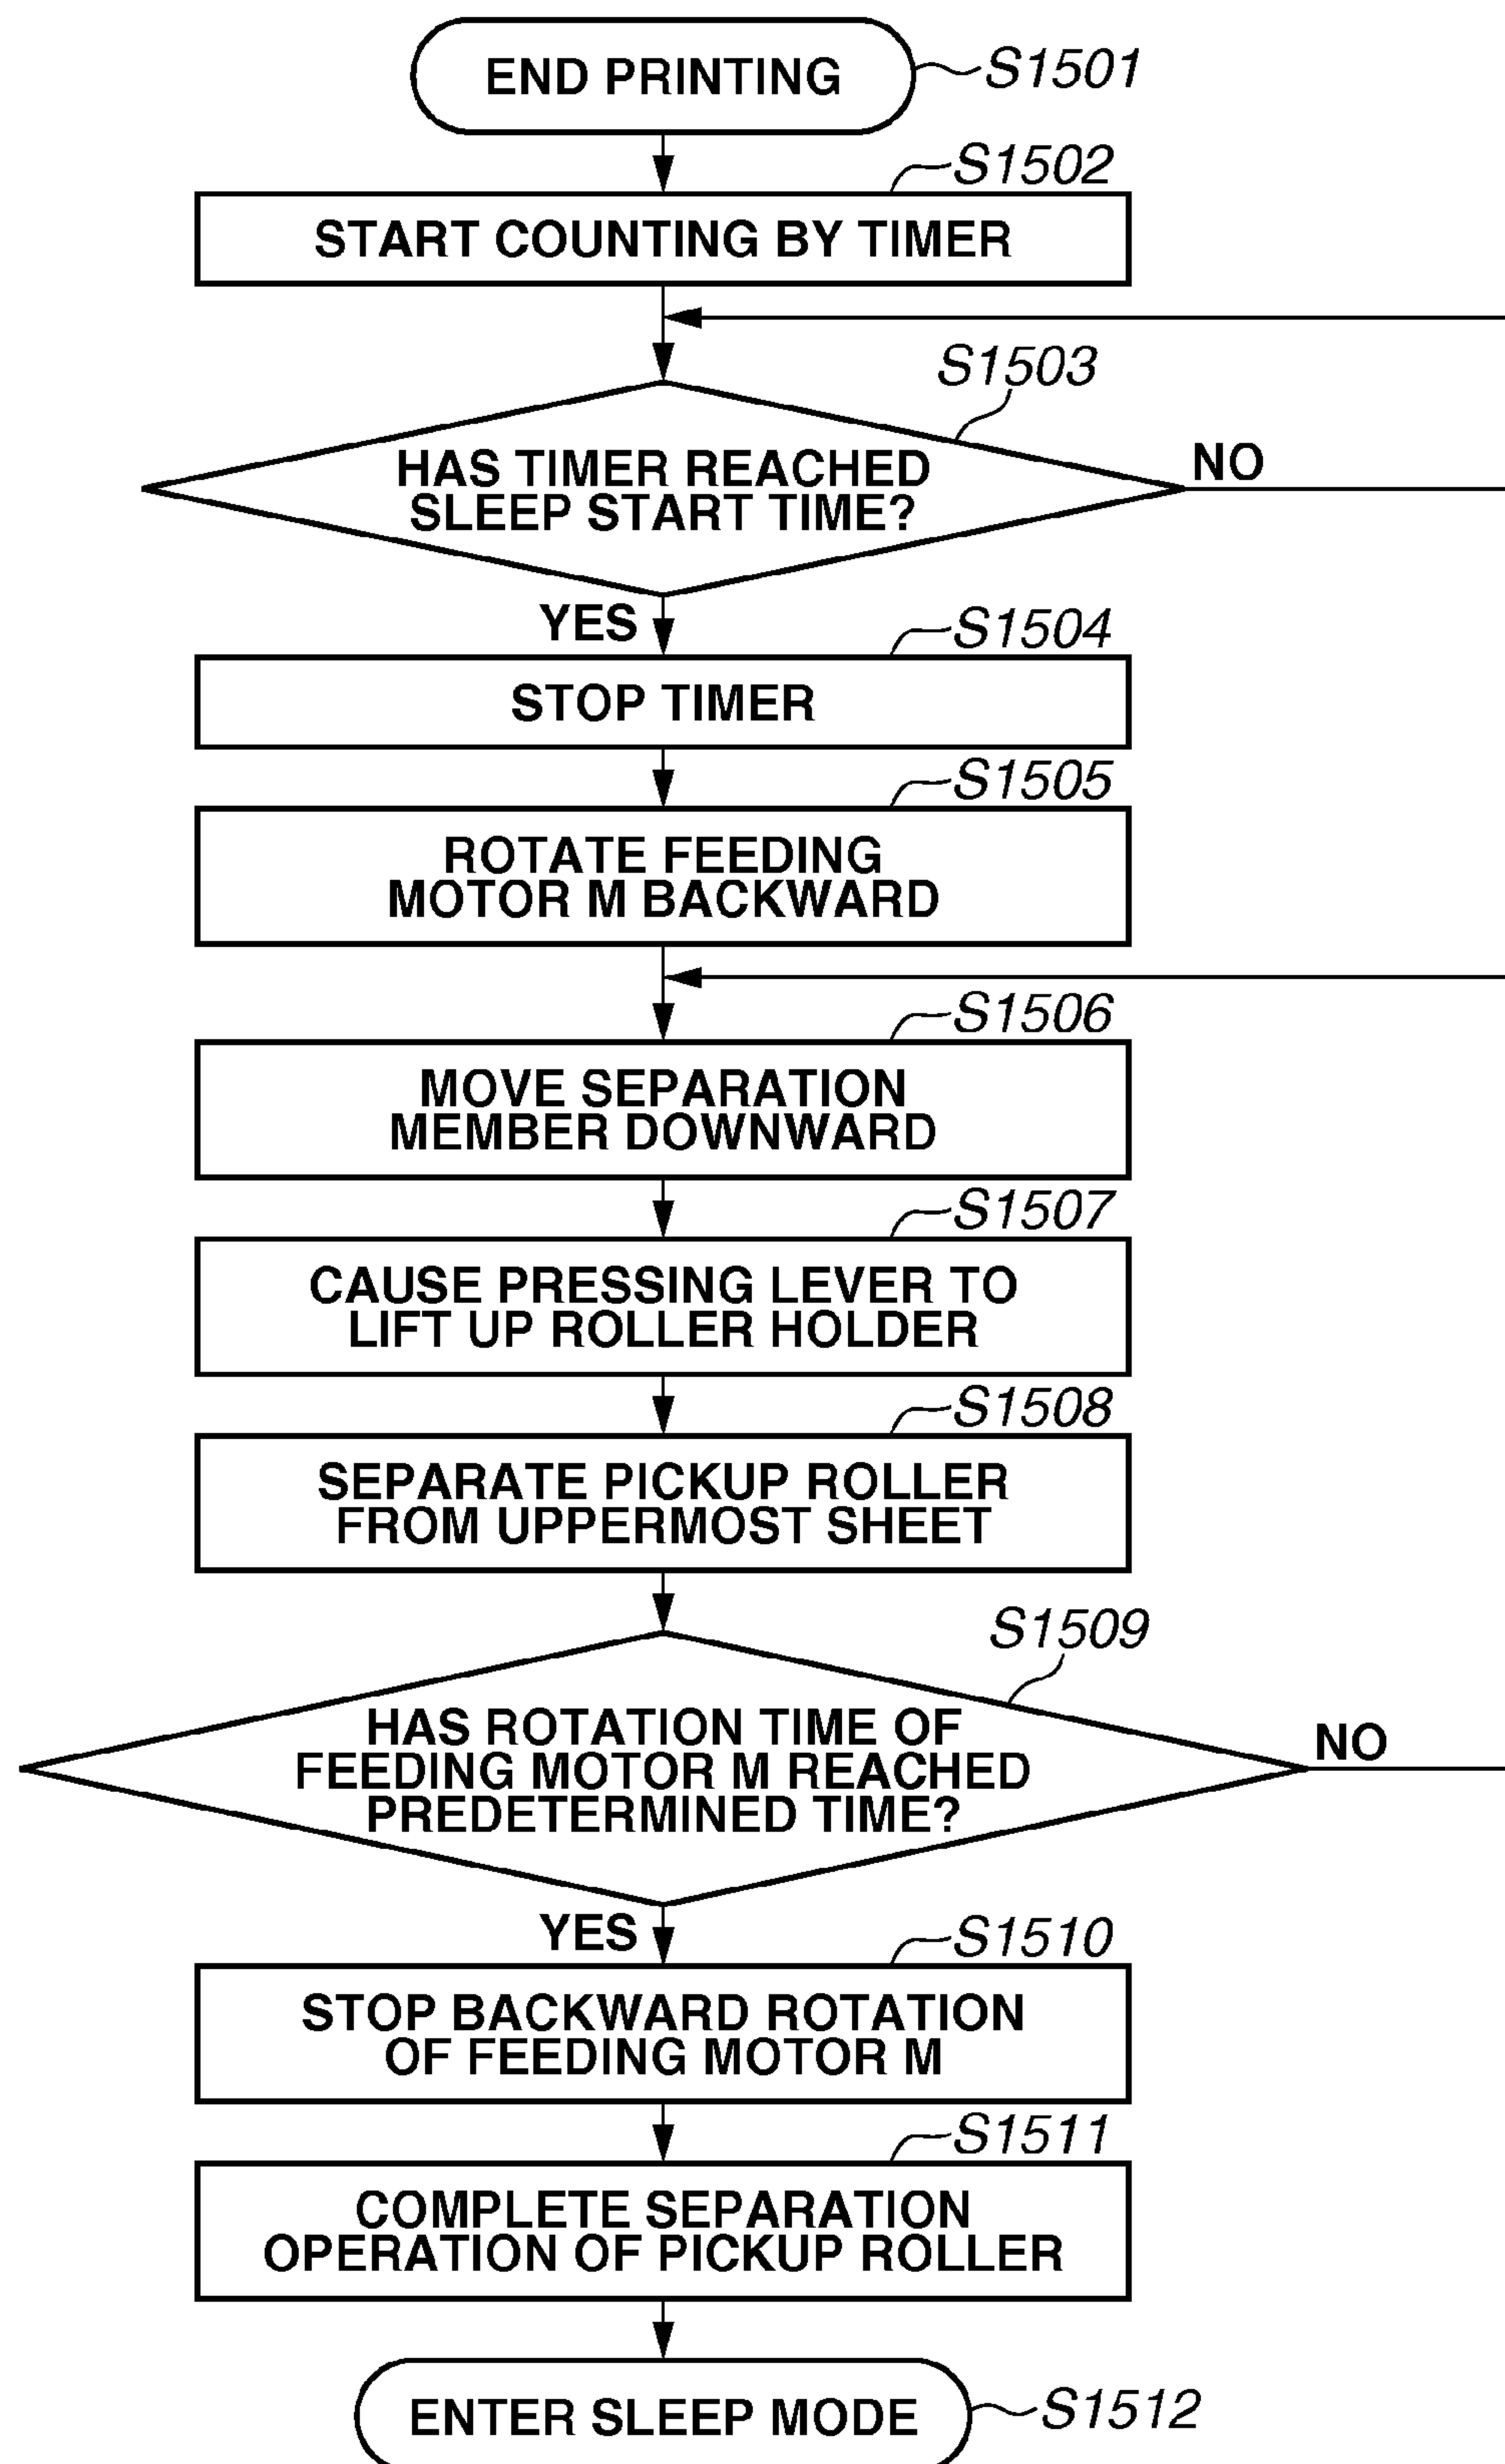 END PRINTING
S1501
S1502
START COUNTING BY TIMER
S1503
HAS TIMER REACHED
SLEEP START TIME?
NO
YES
S1504
STOP TIMER
S1505
ROTATE FEEDING
MOTOR M BACKWARD
S1506
MOVE SEPARATION
MEMBER DOWNWARD
S1507
CAUSE PRESSING LEVER TO
LIFT UP ROLLER HOLDER
S1508
SEPARATE PICKUP ROLLER
FROM UPPERMOST SHEET
S1509
HAS ROTATION TIME OF
FEEDING MOTOR M REACHED
PREDETERMINED TIME?
NO
YES
S1510
STOP BACKWARD ROTATION
OF FEEDING MOTOR M
S1511
COMPLETE SEPARATION
OPERATION OF PICKUP ROLLER
ENTER SLEEP MODE
S1512